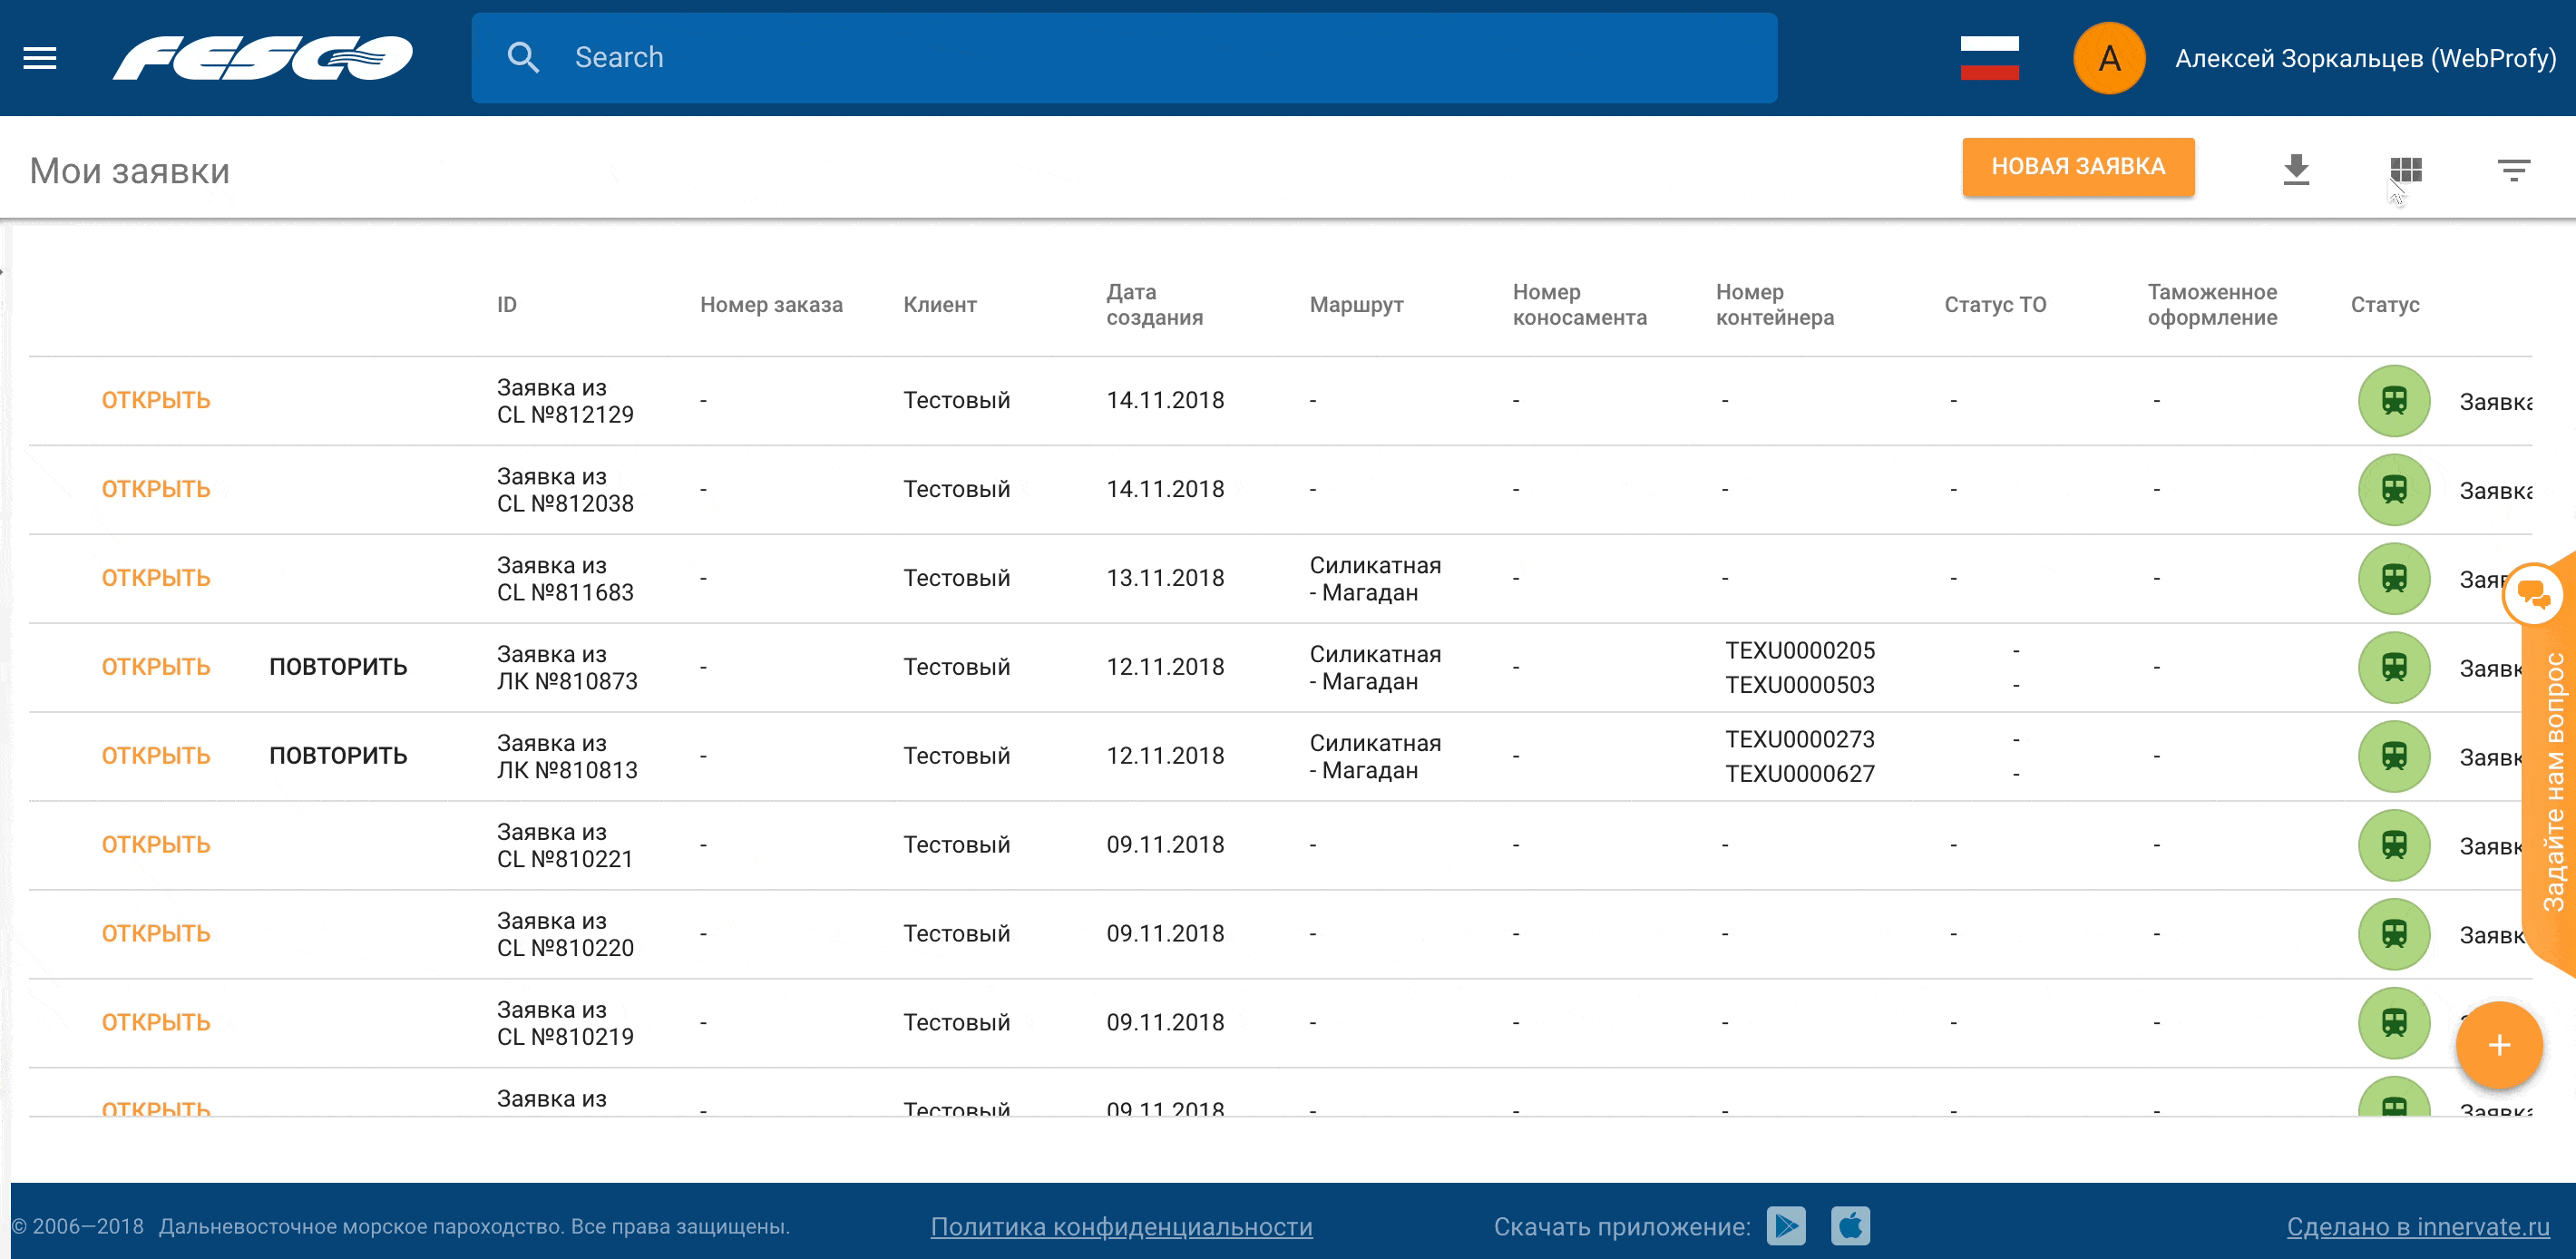 FESCO
Search
A
Алексей Зоркальцев (WebProfy)
Мои заявки
НОВАЯ ЗАЯВКА
ID Номер заказа Клиент Дата создания Маршрут Номер коносамента Номер контейнера Статус ТО Таможенное оформление Статус
ОТКРЫТЬ Заявка из CL №812129 - Тестовый 14.11.2018 - - - - - Заявка
ОТКРЫТЬ Заявка из CL №812038 - Тестовый 14.11.2018 - - - - - Заявка
ОТКРЫТЬ Заявка из CL №811683 - Тестовый 13.11.2018 Силикатная - Магадан - - - - Заяв
ОТКРЫТЬ ПОВТОРИТЬ Заявка из ЛК №810873 - Тестовый 12.11.2018 Силикатная - Магадан - TEXU0000205 - TEXU0000503 - - Заявк
ОТКРЫТЬ ПОВТОРИТЬ Заявка из ЛК №810813 - Тестовый 12.11.2018 Силикатная - Магадан - TEXU0000273 - TEXU0000627 - - Заявк
ОТКРЫТЬ Заявка из CL №810221 - Тестовый 09.11.2018 - - - - - Заявк
ОТКРЫТЬ Заявка из CL №810220 - Тестовый 09.11.2018 - - - - - Заявк
ОТКРЫТЬ Заявка из CL №810219 - Тестовый 09.11.2018 - - - - -
ОТКРЫТЬ Заявка из - Тестовый 09.11.2018 - - - - - Заявка
Задайте нам вопрос
+
© 2006—2018 Дальневосточное морское пароходство. Все права защищены.
Политика конфиденциальности
Скачать приложение:
Сделано в innervate.ru